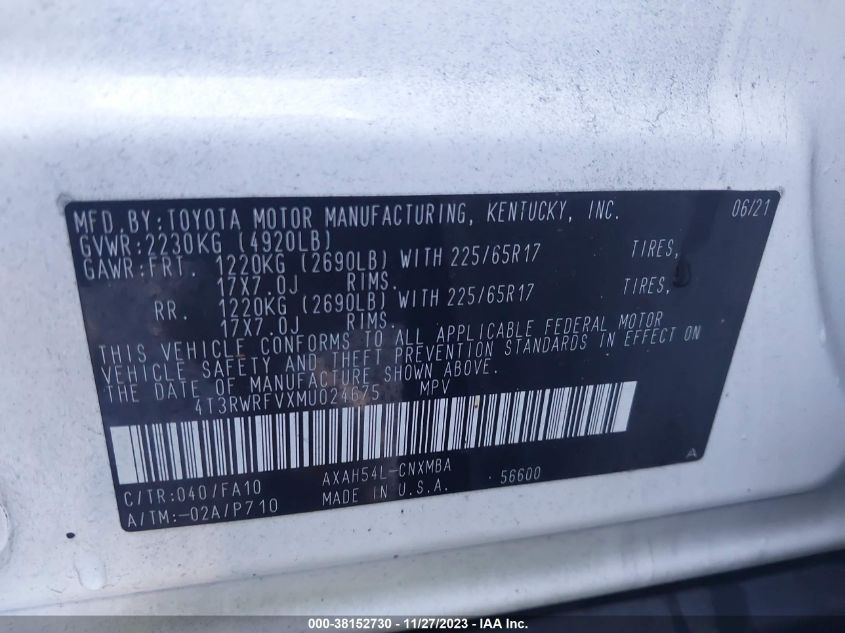 MFD.BY:TOYOTA MOTOR MANUFACTURING, KENTUCKY, INC. 06/21
GVWR:2230KG (4920LB)
GAWR:FRT. 1220KG (2690LB) WITH 225/65R17 TIRES,
17X7.0J RIMS.
RR. 1220KG (2690LB) WITH 225/65R17 TIRES,
17X7.0J RIMS.
THIS VEHICLE CONFORMS TO ALL APPLICABLE FEDERAL MOTOR
VEHICLE SAFETY AND THEFT PREVENTION STANDARDS IN EFFECT ON
THE DATE OF MANUFACTURE SHOWN ABOVE.
4T3RWRFVXMU024675 MPV
C/TR:040/FA10 AXAH54L-CNXMBA 56600 A
A/TM:-02A/P710 MADE IN U.S.A.
000-38152730 - 11/27/2023 - IAA Inc.